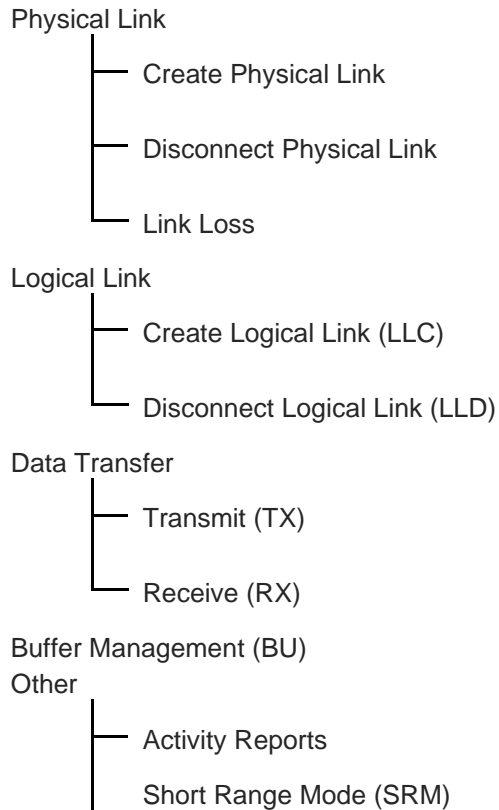 Physical Link
Create Physical Link
Disconnect Physical Link
Link Loss
Logical Link
Create Logical Link (LLC)
Disconnect Logical Link (LLD)
Data Transfer
Transmit (TX)
Receive (RX)
Buffer Management (BU)
Other
Activity Reports
Short Range Mode (SRM)